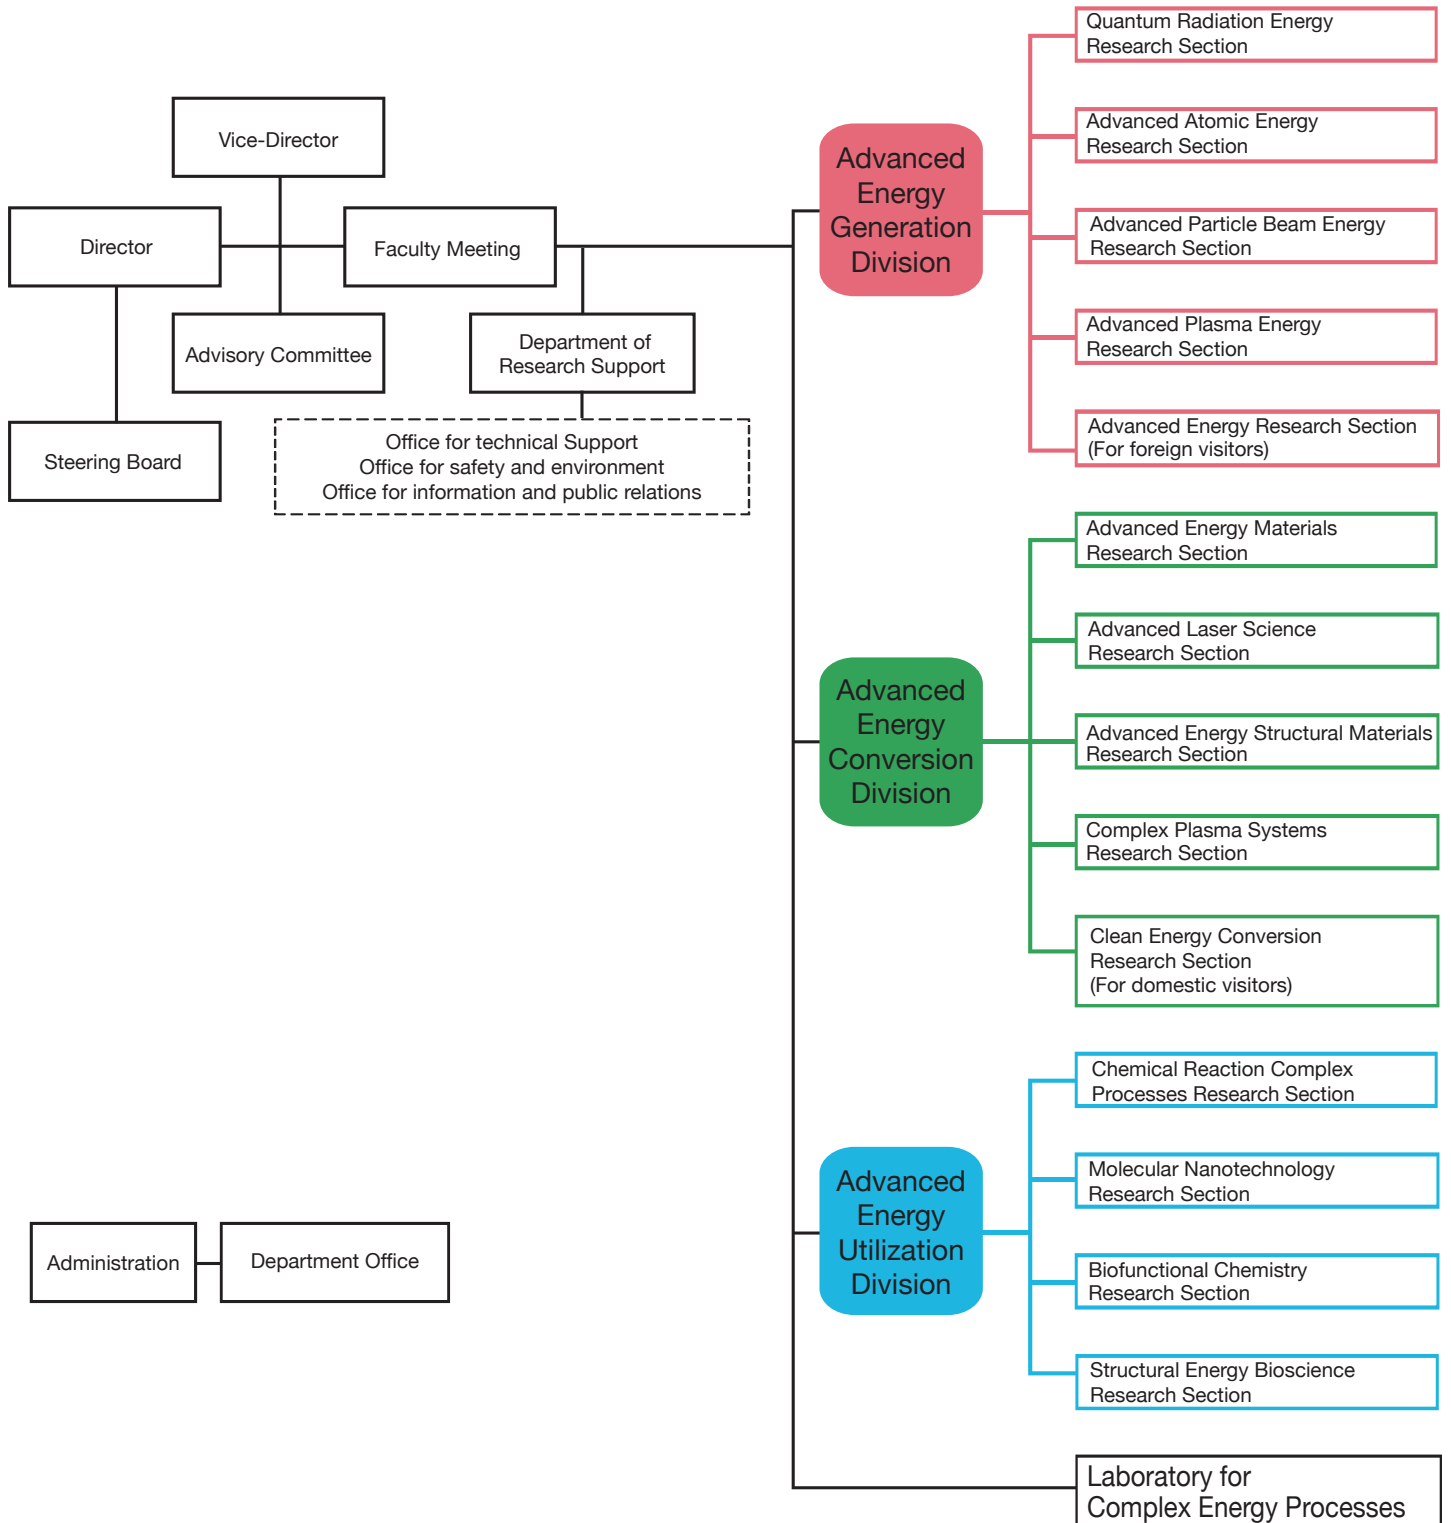 Vice-Director
Director
Faculty Meeting
Advisory Committee
Department of
Research Support
Steering Board
Office for technical Support
Office for safety and environment
Office for information and public relations
Administration
Department Office
Advanced
Energy
Generation
Division
Quantum Radiation Energy
Research Section
Advanced Atomic Energy
Research Section
Advanced Particle Beam Energy
Research Section
Advanced Plasma Energy
Research Section
Advanced Energy Research Section
(For foreign visitors)
Advanced
Energy
Conversion
Division
Advanced Energy Materials
Research Section
Advanced Laser Science
Research Section
Advanced Energy Structural Materials
Research Section
Complex Plasma Systems
Research Section
Clean Energy Conversion
Research Section
(For domestic visitors)
Advanced
Energy
Utilization
Division
Chemical Reaction Complex
Processes Research Section
Molecular Nanotechnology
Research Section
Biofunctional Chemistry
Research Section
Structural Energy Bioscience
Research Section
Laboratory for
Complex Energy Processes